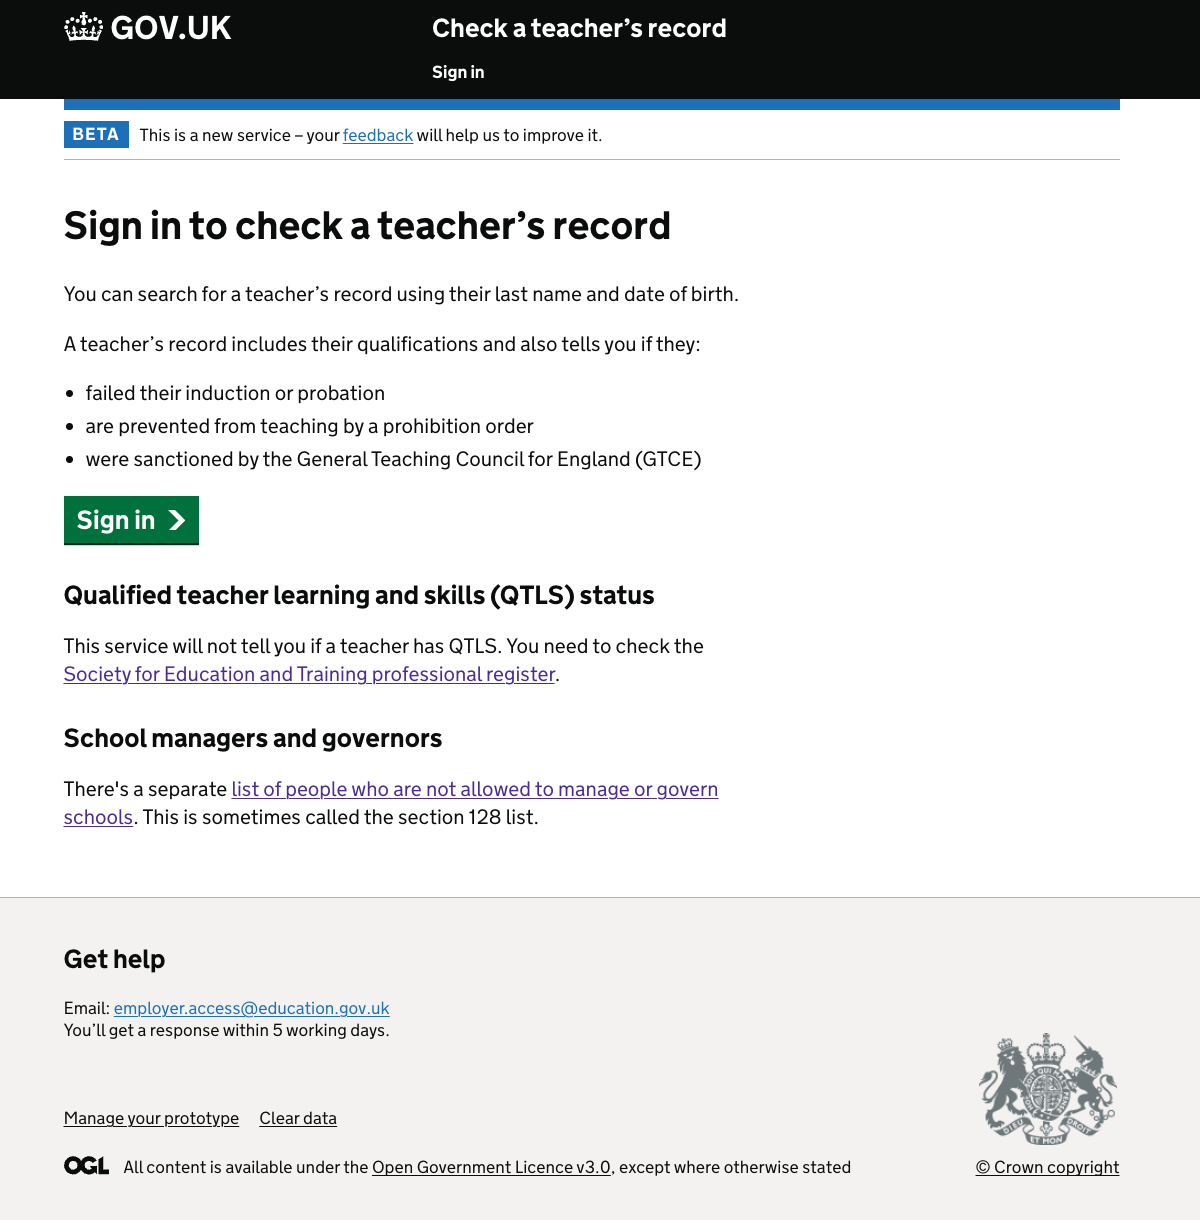 GOV.UK
Check a teacher’s record
Sign in
BETA This is a new service – your feedback will help us to improve it.
Sign in to check a teacher’s record
You can search for a teacher’s record using their last name and date of birth.
A teacher’s record includes their qualifications and also tells you if they:
• failed their induction or probation
• are prevented from teaching by a prohibition order
• were sanctioned by the General Teaching Council for England (GTCE)
Sign in
Qualified teacher learning and skills (QTLS) status
This service will not tell you if a teacher has QTLS. You need to check the
Society for Education and Training professional register.
School managers and governors
There's a separate list of people who are not allowed to manage or govern
schools. This is sometimes called the section 128 list.
Get help
Email: employer.access@education.gov.uk
You’ll get a response within 5 working days.
Manage your prototype Clear data
DIEU ET MON DROIT
OGL All content is available under the Open Government Licence v3.0, except where otherwise stated
© Crown copyright